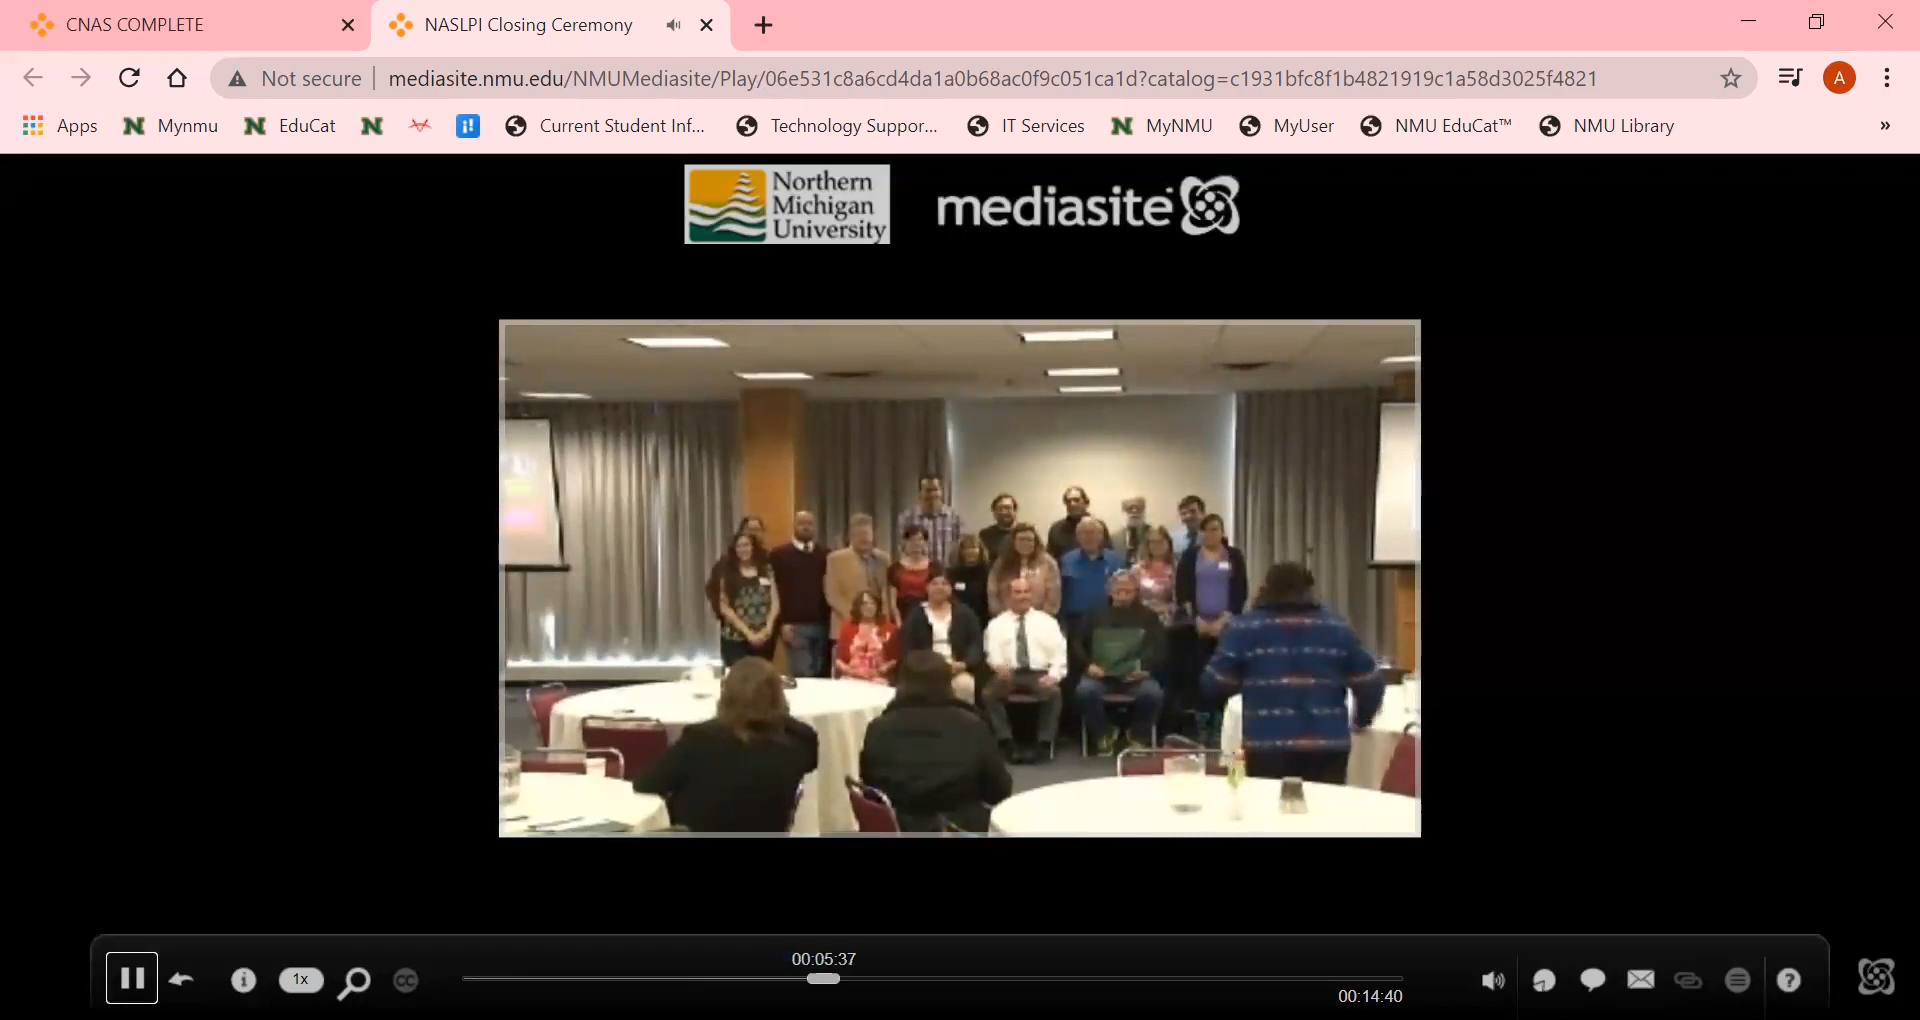 CNAS COMPLETE
NASLPI Closing Ceremony
Not secure
mediasite.nmu.edu/NMUMediasite/Play/06e531c8a6cd4da1a0b68ac0f9c051ca1d?catalog=c1931bfc8f1b4821919c1a58d3025f4821
A
Apps
N Mynmu
N EduCat
N
Current Student Inf...
Technology Suppor...
IT Services
N MyNMU
MyUser
NMU EduCat™
NMU Library
»
Northern
Michigan
University
mediasite
00:05:37
1x
CC
00:14:40